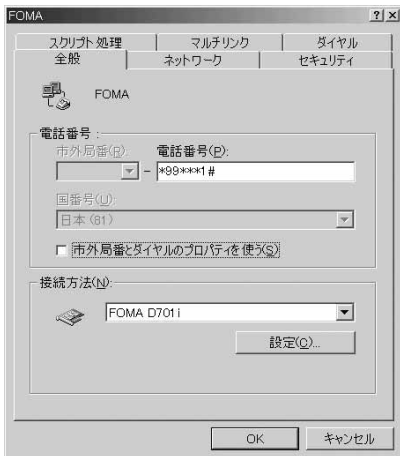 FOMA
スクリプト処理 マルチリンク ダイヤル
全般 ネットワーク セキュリティ
FOMA
電話番号:
市外局番(R): 電話番号(P):
- *99***1#
国番号(U):
日本 (81)
市外局番とダイヤルのプロパティを使う(S)
接続方法(N):
FOMA D701i
設定(C)...
OK キャンセル